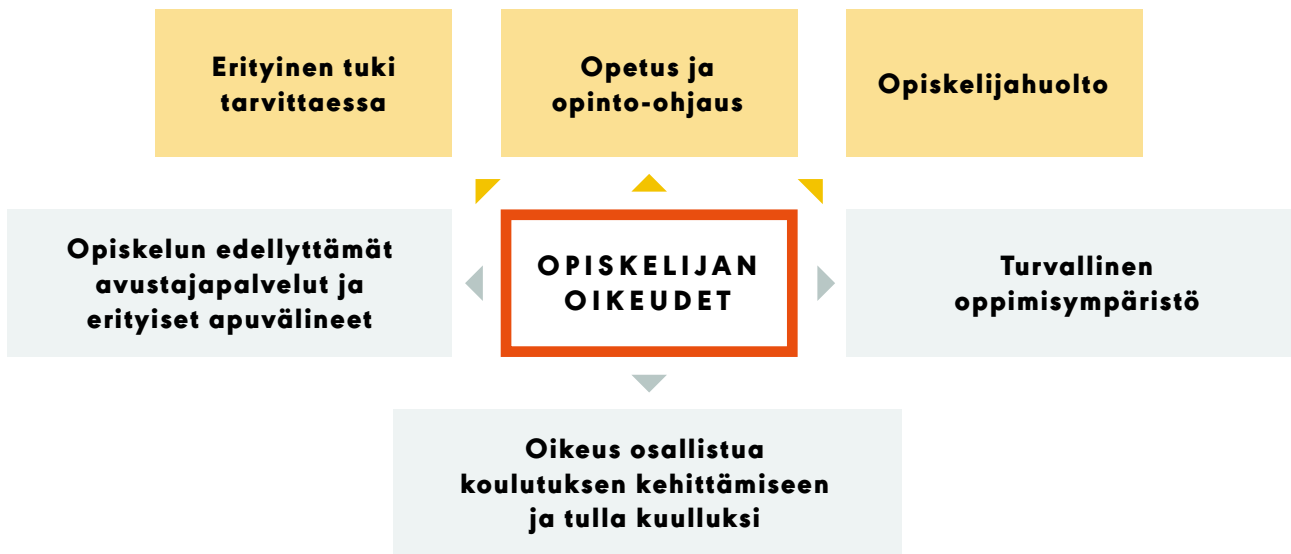 Erityinen tuki
tarvittaessa
Opetus ja
opinto-ohjaus
Opiskelijahuolto
Opiskelun edellyttämät
avustajapalvelut ja
erityiset apuvälineet
OPISKELIJAN
OIKEUDET
Turvallinen
oppimisympäristö
Oikeus osallistua
koulutuksen kehittämiseen
ja tulla kuulluksi